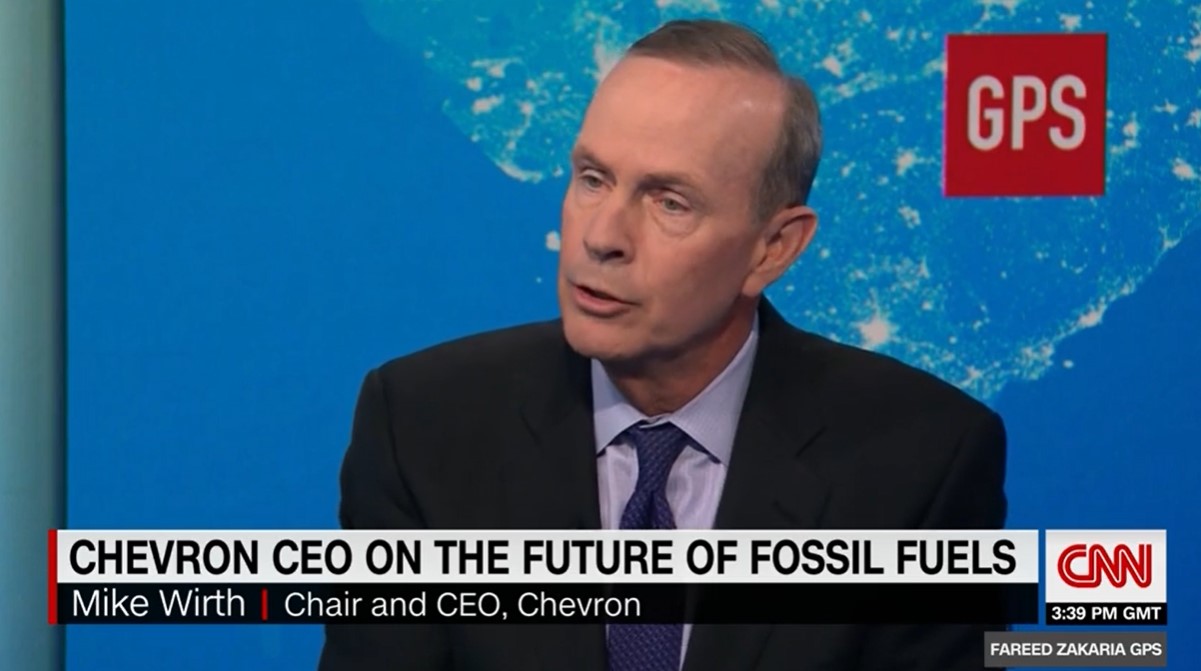 GPS
CHEVRON CEO ON THE FUTURE OF FOSSIL FUELS
Mike Wirth | Chair and CEO, Chevron
CNN
3:39 PM GMT
FAREED ZAKARIA GPS